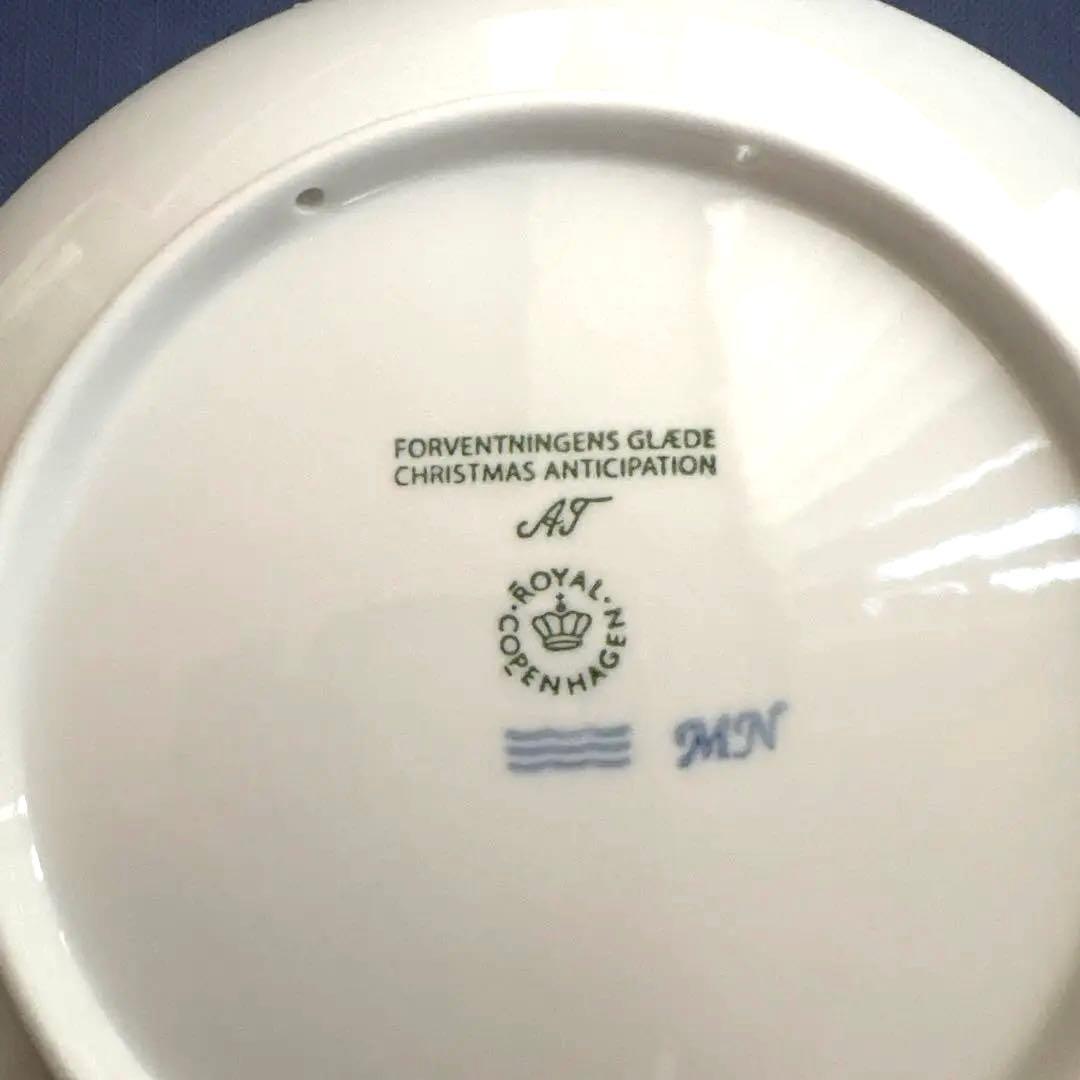 FORVENTNINGENS GLÆDE
CHRISTMAS ANTICIPATION
AT
ROYAL
COPENHAGEN
MN